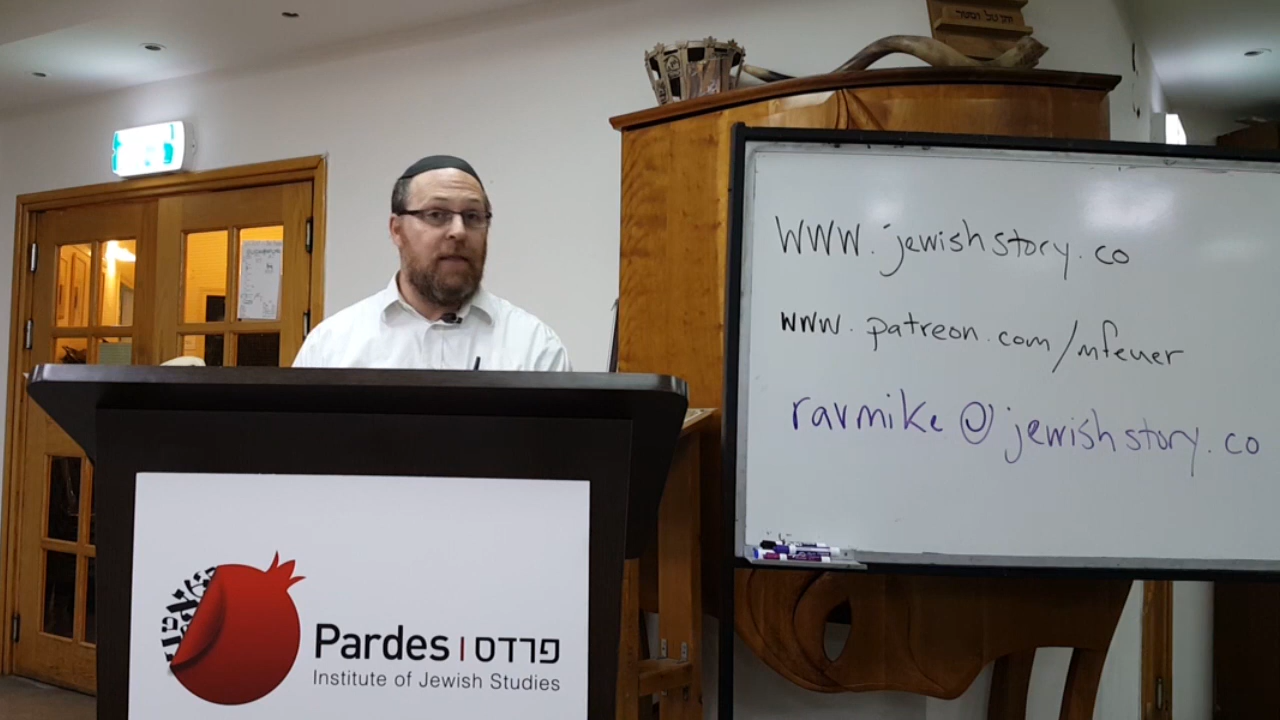 www.jewishstory.co
www.patreon.com/mfeuer
ravmike@jewishstory.co
Pardes | פרדס
Institute of Jewish Studies